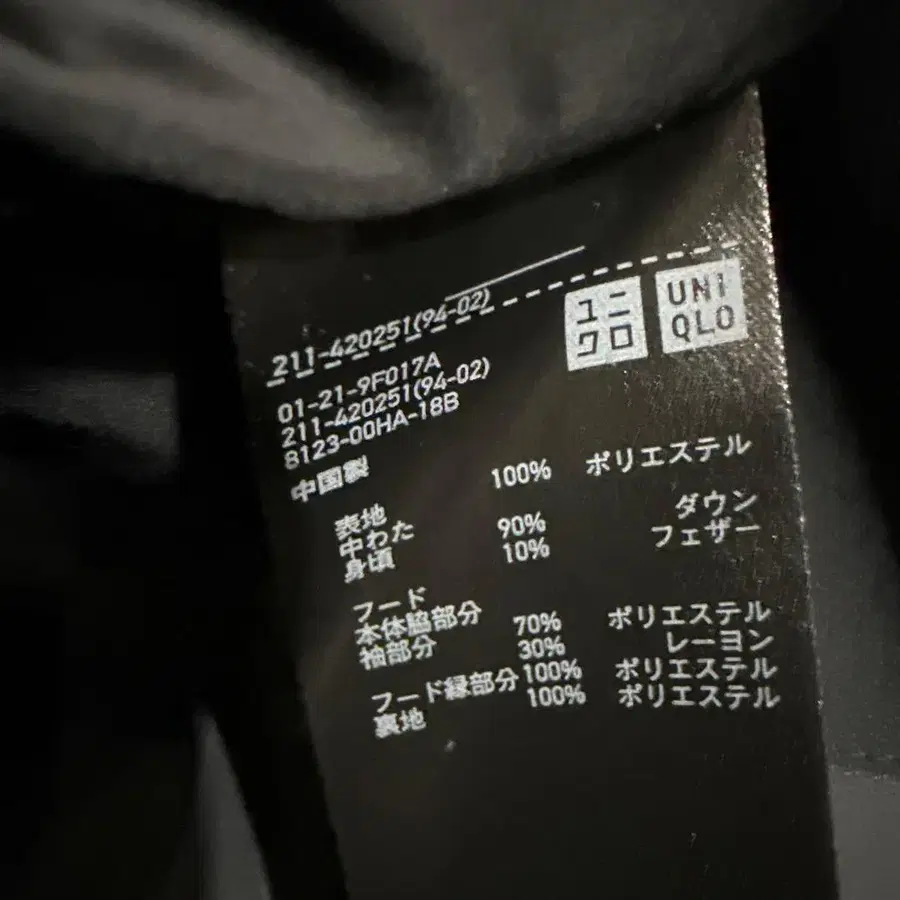 ユニ
クロ
UNI
QLO
211-420251(94-02)
01-21-9F017A
211-420251(94-02)
8123-00HA-18B
中国製
表地 100% ポリエステル
中わた
身頃 90% ダウン
10% フェザー
フード
本体脇部分
袖部分 70% ポリエステル
30% レーヨン
フード縁部分 100% ポリエステル
裏地 100% ポリエステル